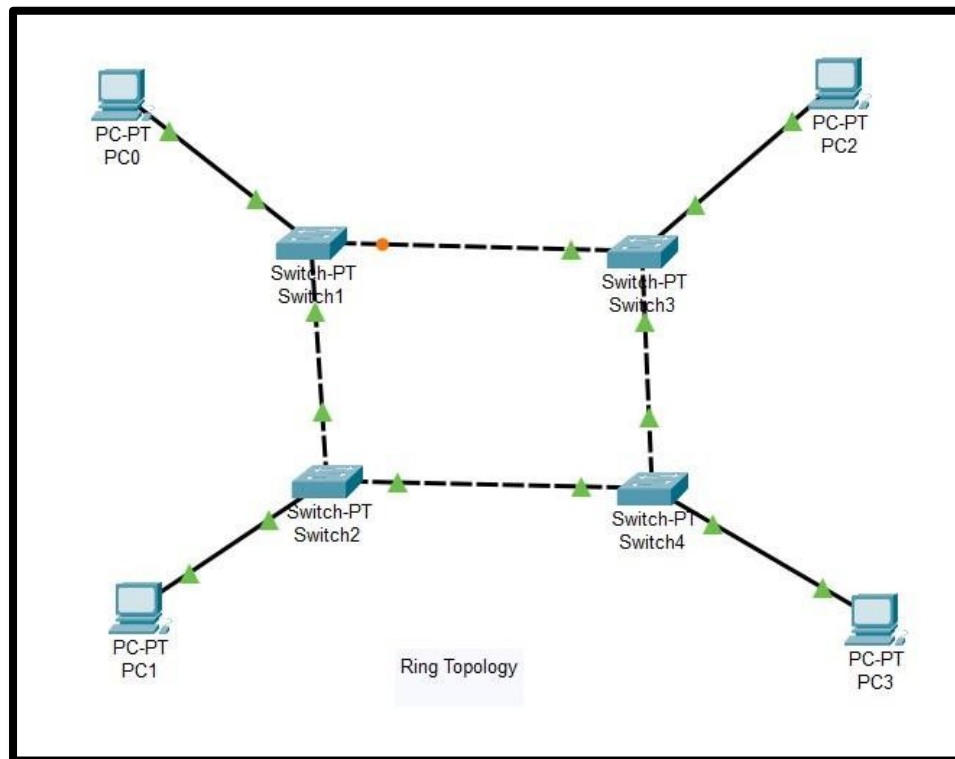 PC-PT
PC0
PC-PT
PC2
Switch-PT
Switch1
Switch-PT
Switch3
Switch-PT
Switch2
Switch-PT
Switch4
PC-PT
PC1
Ring Topology
PC-PT
PC3